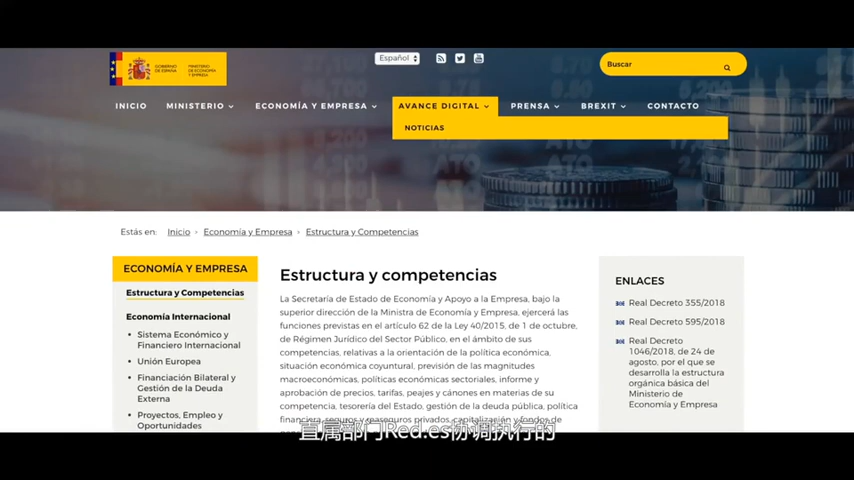 GOBIERNO
DE ESPAÑA
MINISTERIO
DE ECONOMÍA
Y EMPRESA
Español
Buscar
INICIO
MINISTERIO
ECONOMÍA Y EMPRESA
AVANCE DIGITAL
PRENSA
BREXIT
CONTACTO
NOTICIAS
Estás en: Inicio Economía y Empresa Estructura y Competencias
ECONOMÍA Y EMPRESA
Estructura y Competencias
Economía Internacional
Sistema Económico y
Financiero Internacional
Unión Europea
Financiación Bilateral y
Gestión de la Deuda
Externa
Proyectos, Empleo y
Oportunidades
Estructura y competencias
La Secretaría de Estado de Economía y Apoyo a la Empresa, bajo la
superior dirección de la Ministra de Economía y Empresa, ejercerá las
funciones previstas en el artículo 62 de la Ley 40/2015, de 1 de octubre,
de Régimen Jurídico del Sector Público, en el ámbito de sus
competencias, relativas a la orientación de la política económica,
situación económica coyuntural, previsión de las magnitudes
macroeconómicas, políticas económicas sectoriales, informe y
aprobación de precios, tarifas, peajes y cánones en materias de su
competencia, tesorería del Estado, gestión de la deuda pública, política
financiera, seguros y reaseguros privados, capitalización y fondos de
ENLACES
Real Decreto 355/2018
Real Decreto 595/2018
Real Decreto
1046/2018, de 24 de
agosto, por el que se
desarrolla la estructura
orgánica básica del
Ministerio de
Economía y Empresa
直属部门Red.es协调执行的